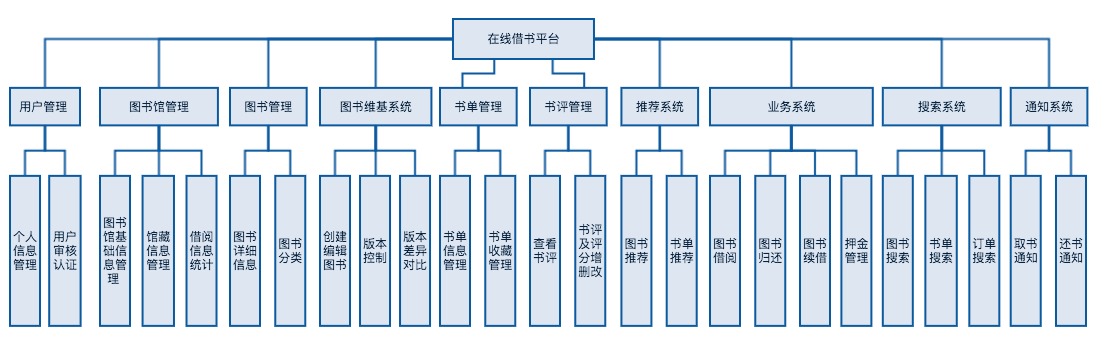 在线借书平台
用户管理
图书馆管理
图书管理
图书维基系统
书单管理
书评管理
推荐系统
业务系统
搜索系统
通知系统
个人
信息
管理
用户
审核
认证
图书
馆基
础信
息管
理
馆藏
信息
管理
借阅
信息
统计
图书
详细
信息
图书
分类
创建
编辑
图书
版本
控制
版本
差异
对比
书单
信息
管理
书单
收藏
管理
查看
书评
书评
及评
分增
删改
图书
推荐
书单
推荐
图书
借阅
图书
归还
图书
续借
押金
管理
图书
搜索
书单
搜索
订单
搜索
取书
通知
还书
通知